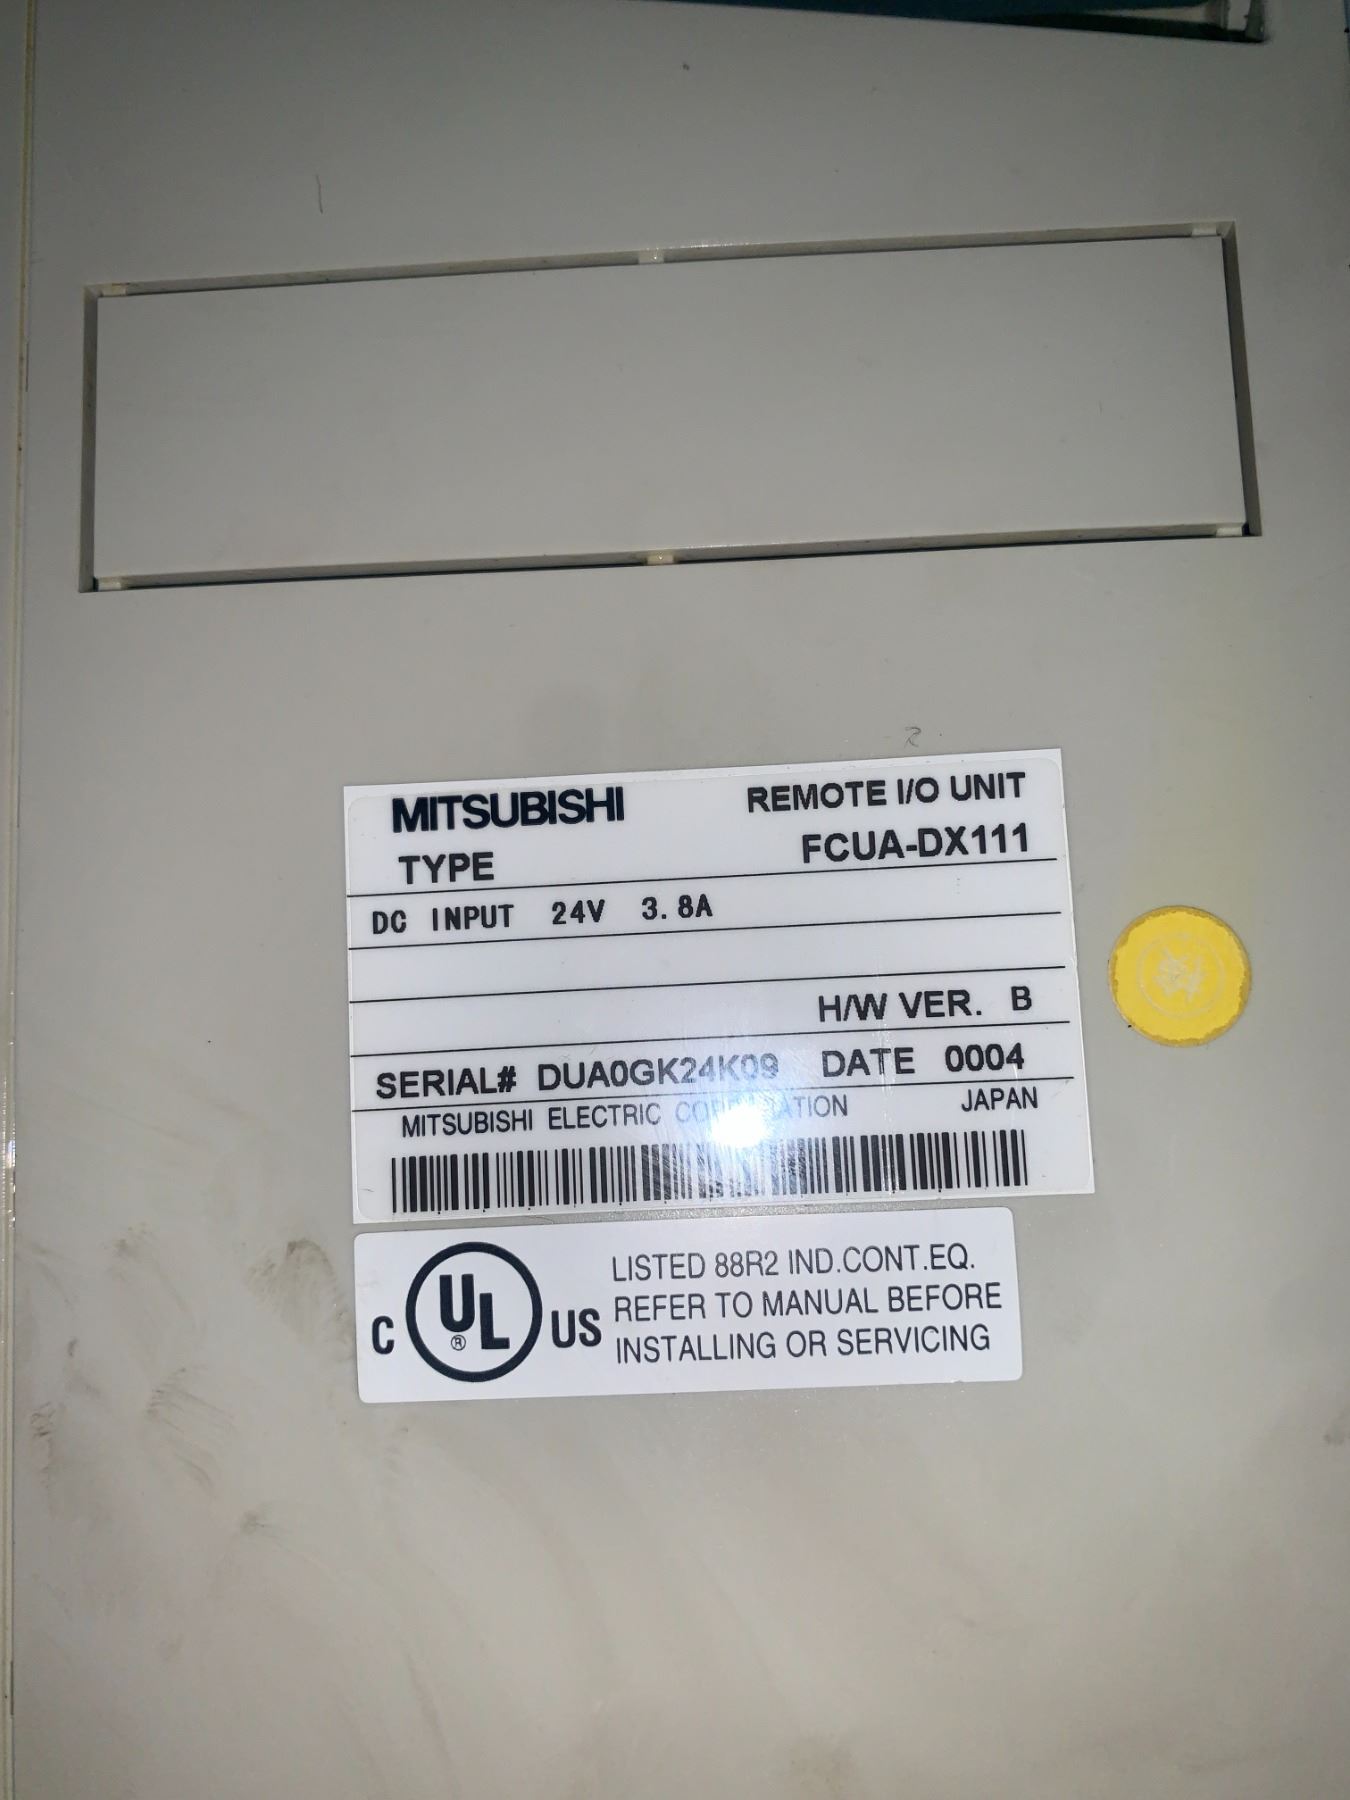 MITSUBISHI REMOTE I/O UNIT
TYPE FCUA-DX111
DC INPUT 24V 3.8A
H/W VER. B
SERIAL# DUA0GK24K09 DATE 0004
MITSUBISHI ELECTRIC CORPORATION JAPAN
C UL® US
LISTED 88R2 IND.CONT.EQ.
REFER TO MANUAL BEFORE
INSTALLING OR SERVICING